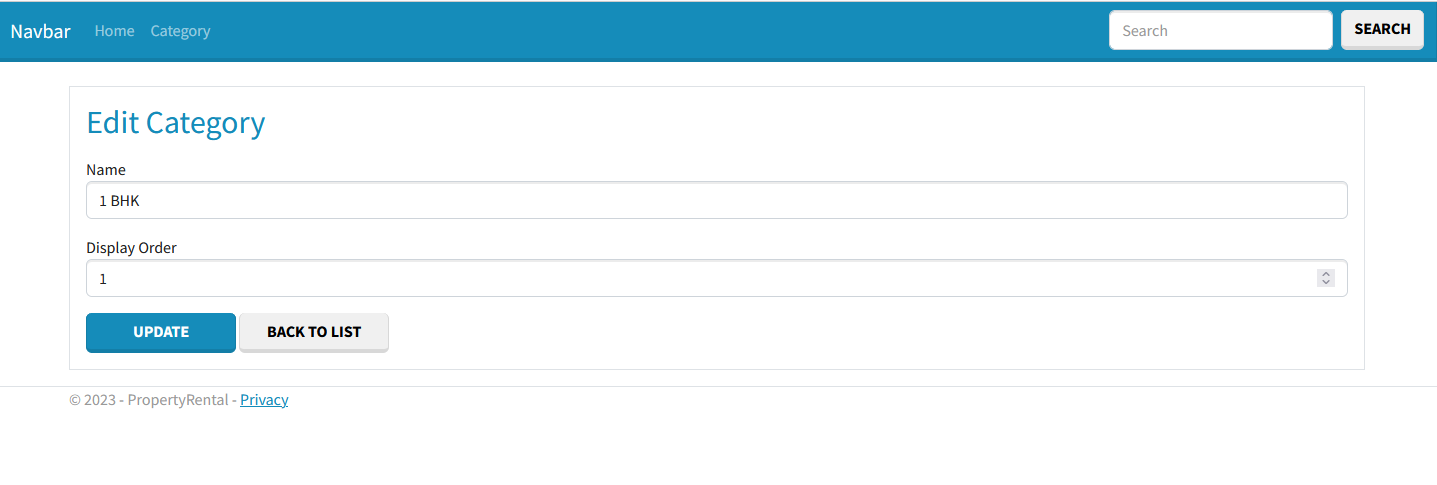 Navbar Home Category Search SEARCH
Edit Category
Name
1 BHK
Display Order
1
UPDATE BACK TO LIST
© 2023 - PropertyRental - Privacy